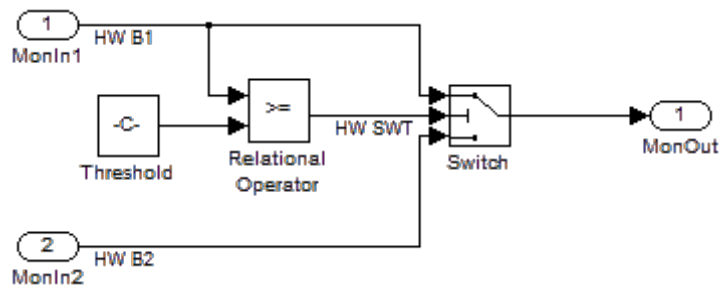 1
MonIn1
HW B1
-C-
Threshold
>=
Relational
Operator
HW SWT
Switch
1
MonOut
2
MonIn2
HW B2